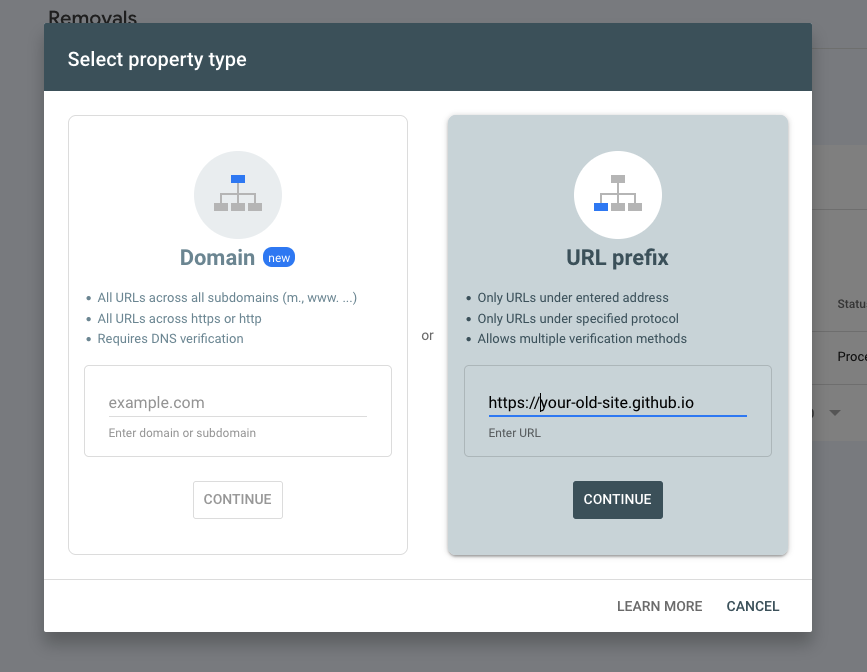 Removals
Select property type
Domain new
All URLs across all subdomains (m., www. ...)
All URLs across https or http
Requires DNS verification
example.com
Enter domain or subdomain
CONTINUE
or
URL prefix
Only URLs under entered address
Only URLs under specified protocol
Allows multiple verification methods
https://your-old-site.github.io
Enter URL
CONTINUE
LEARN MORE
CANCEL